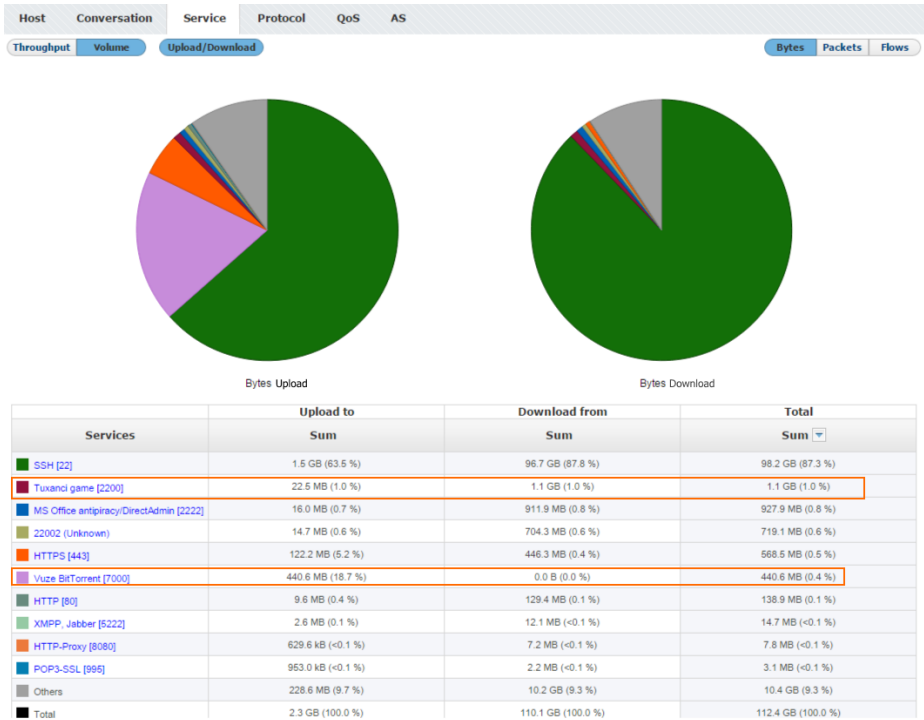 Host Conversation Service Protocol QoS AS
Throughput Volume Upload/Download Bytes Packets Flows
Bytes Upload Bytes Download
Upload to Download from Total
Services Sum Sum Sum
SSH [22] 1.5 GB (63.5 %) 96.7 GB (87.8 %) 98.2 GB (87.3 %)
Tuxanci game [2200] 22.5 MB (1.0 %) 1.1 GB (1.0 %) 1.1 GB (1.0 %)
MS Office antipiracy/DirectAdmin [2222] 16.0 MB (0.7 %) 911.9 MB (0.8 %) 927.9 MB (0.8 %)
22002 (Unknown) 14.7 MB (0.6 %) 704.3 MB (0.6 %) 719.1 MB (0.6 %)
HTTPS [443] 122.2 MB (5.2 %) 446.3 MB (0.4 %) 568.5 MB (0.5 %)
Vuze BitTorrent [7000] 440.6 MB (18.7 %) 0.0 B (0.0 %) 440.6 MB (0.4 %)
HTTP [80] 9.6 MB (0.4 %) 129.4 MB (0.1 %) 138.9 MB (0.1 %)
XMPP, Jabber [5222] 2.6 MB (0.1 %) 12.1 MB (<0.1 %) 14.7 MB (<0.1 %)
HTTP-Proxy [8080] 629.6 kB (<0.1 %) 7.2 MB (<0.1 %) 7.8 MB (<0.1 %)
POP3-SSL [995] 953.0 kB (<0.1 %) 2.2 MB (<0.1 %) 3.1 MB (<0.1 %)
Others 228.6 MB (9.7 %) 10.2 GB (9.3 %) 10.4 GB (9.3 %)
Total 2.3 GB (100.0 %) 110.1 GB (100.0 %) 112.4 GB (100.0 %)